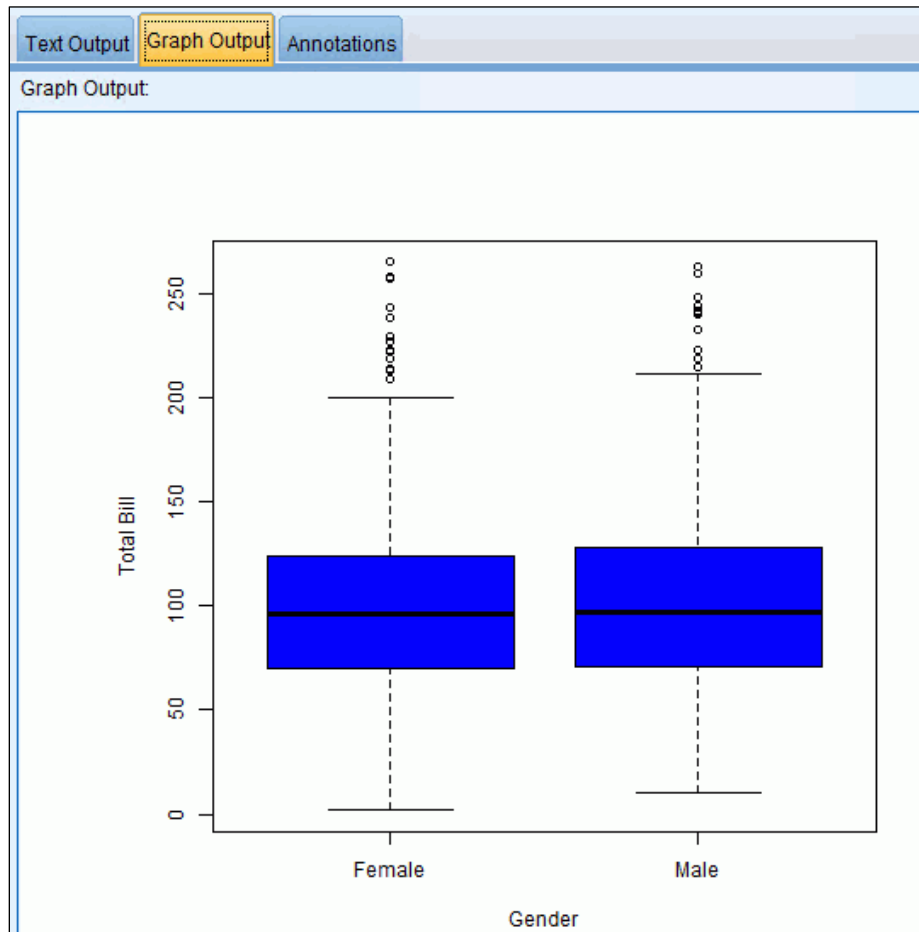 Text Output Graph Output Annotations
Graph Output:
250
200
150
100
50
0
Total Bill
Female Male
Gender